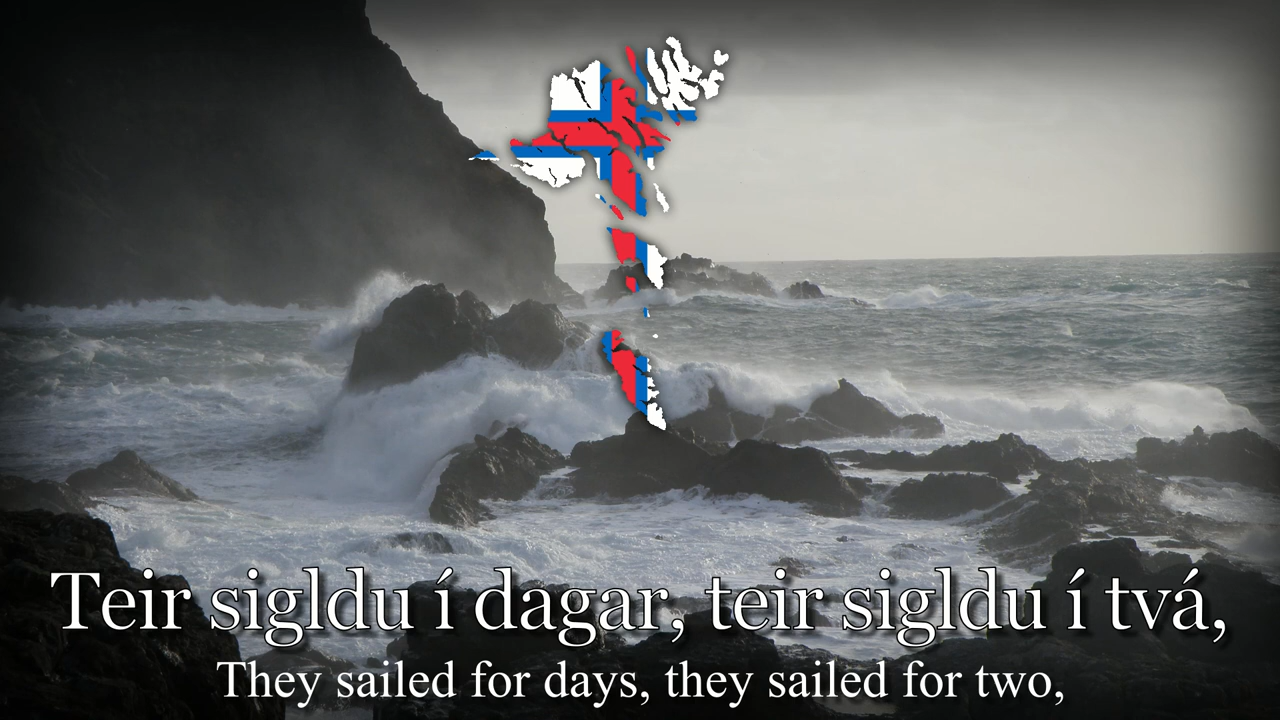 Teir sigldu í dagar, teir sigldu í tvá,
They sailed for days, they sailed for two,